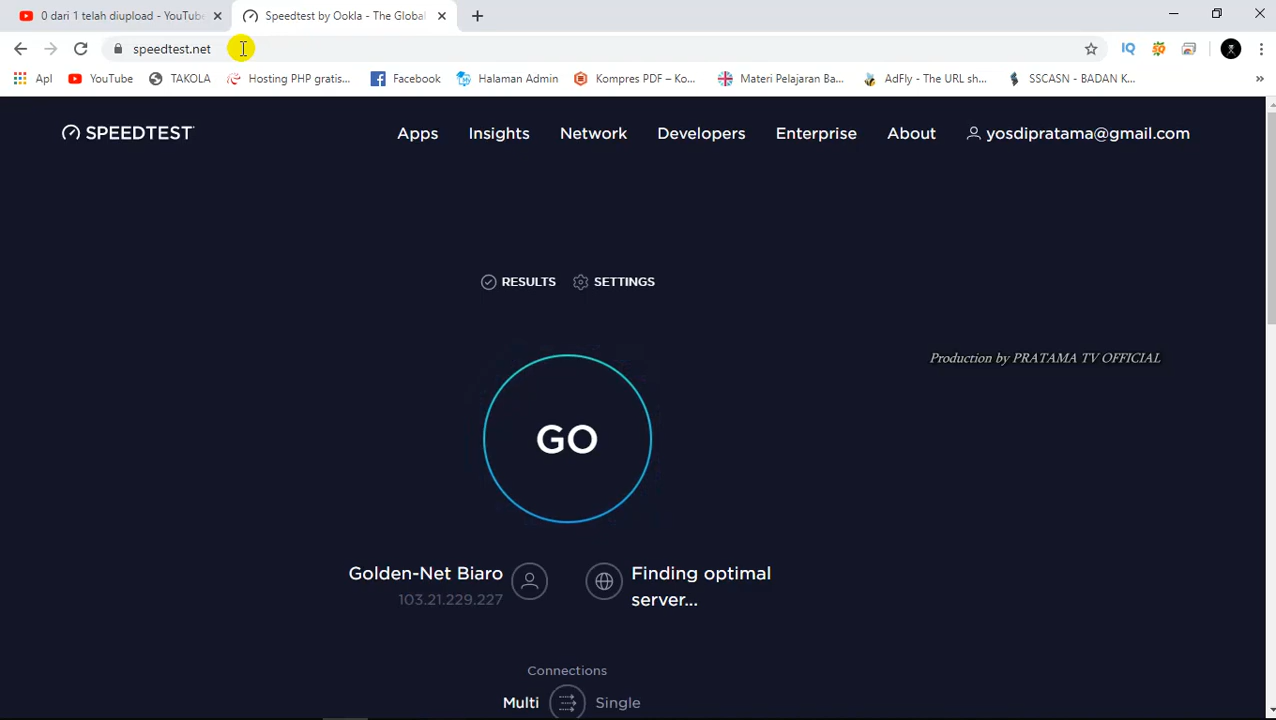 0 dari 1 telah diupload - YouTube
Speedtest by Ookla - The Global
speedtest.net
Apl
YouTube
TAKOLA
Hosting PHP gratis...
Facebook
Halaman Admin
Kompres PDF – Ko...
Materi Pelajaran Ba...
AdFly - The URL sh...
SSCASN - BADAN K...
SPEEDTEST
Apps
Insights
Network
Developers
Enterprise
About
yosdipratama@gmail.com
RESULTS
SETTINGS
Production by PRATAMA TV OFFICIAL
GO
Golden-Net Biaro
103.21.229.227
Finding optimal
server...
Connections
Multi
Single